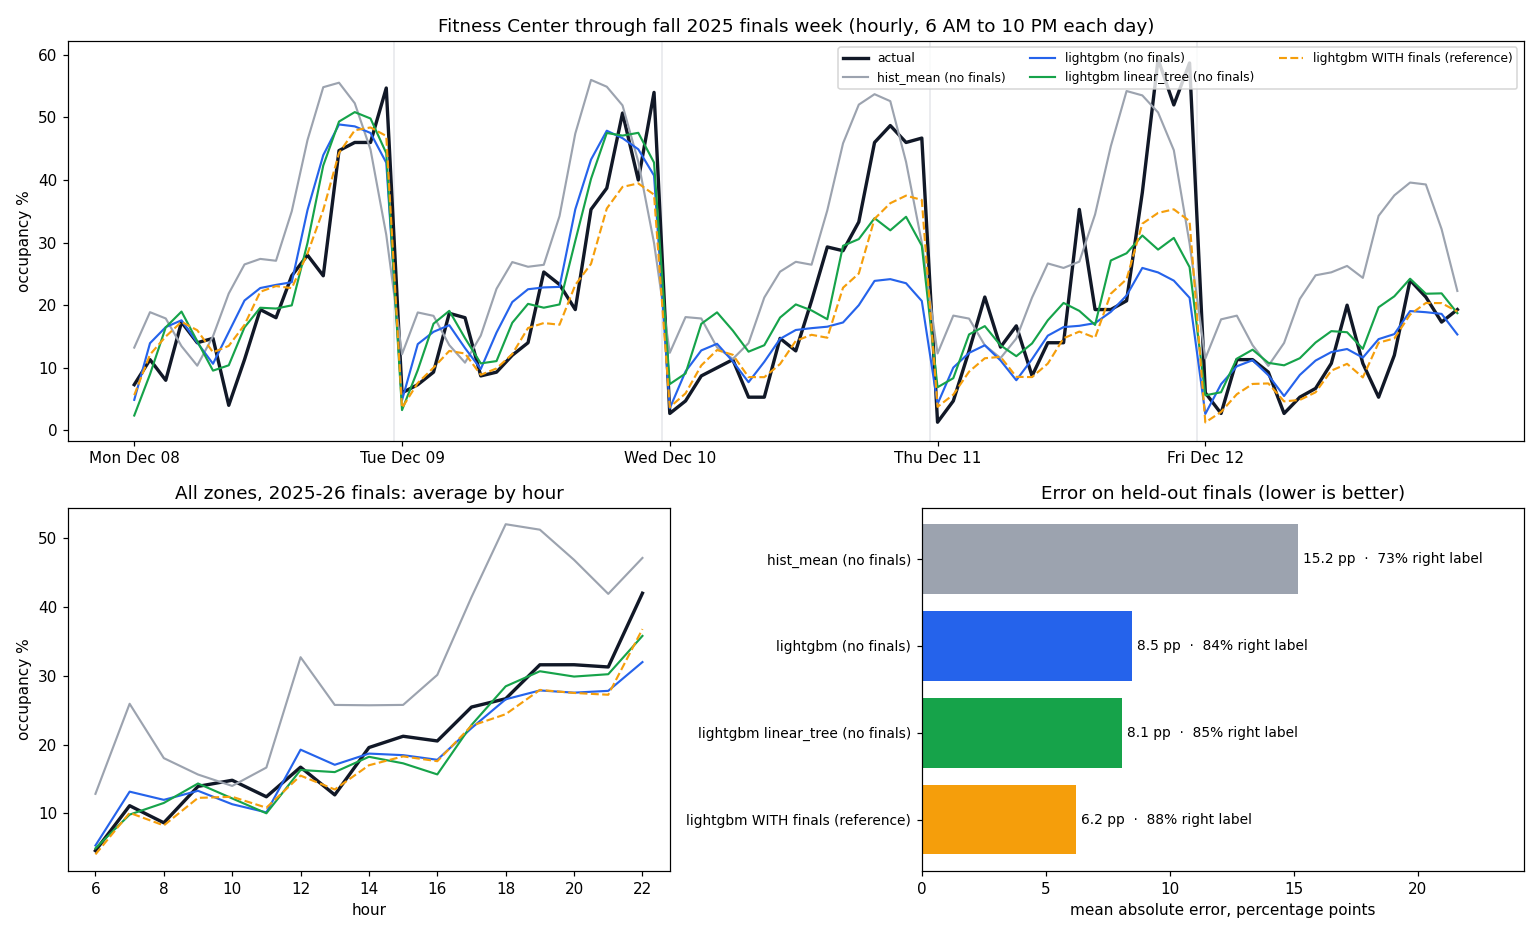 Fitness Center through fall 2025 finals week (hourly, 6 AM to 10 PM each day)
actual
hist_mean (no finals)
lightgbm (no finals)
lightgbm linear_tree (no finals)
lightgbm WITH finals (reference)
60
50
40
30
20
10
0
occupancy %
Mon Dec 08
Tue Dec 09
Wed Dec 10
Thu Dec 11
Fri Dec 12
All zones, 2025-26 finals: average by hour
50
40
30
20
10
occupancy %
6
8
10
12
14
16
18
20
22
hour
Error on held-out finals (lower is better)
hist_mean (no finals)
15.2 pp · 73% right label
lightgbm (no finals)
8.5 pp · 84% right label
lightgbm linear_tree (no finals)
8.1 pp · 85% right label
lightgbm WITH finals (reference)
6.2 pp · 88% right label
0
5
10
15
20
mean absolute error, percentage points